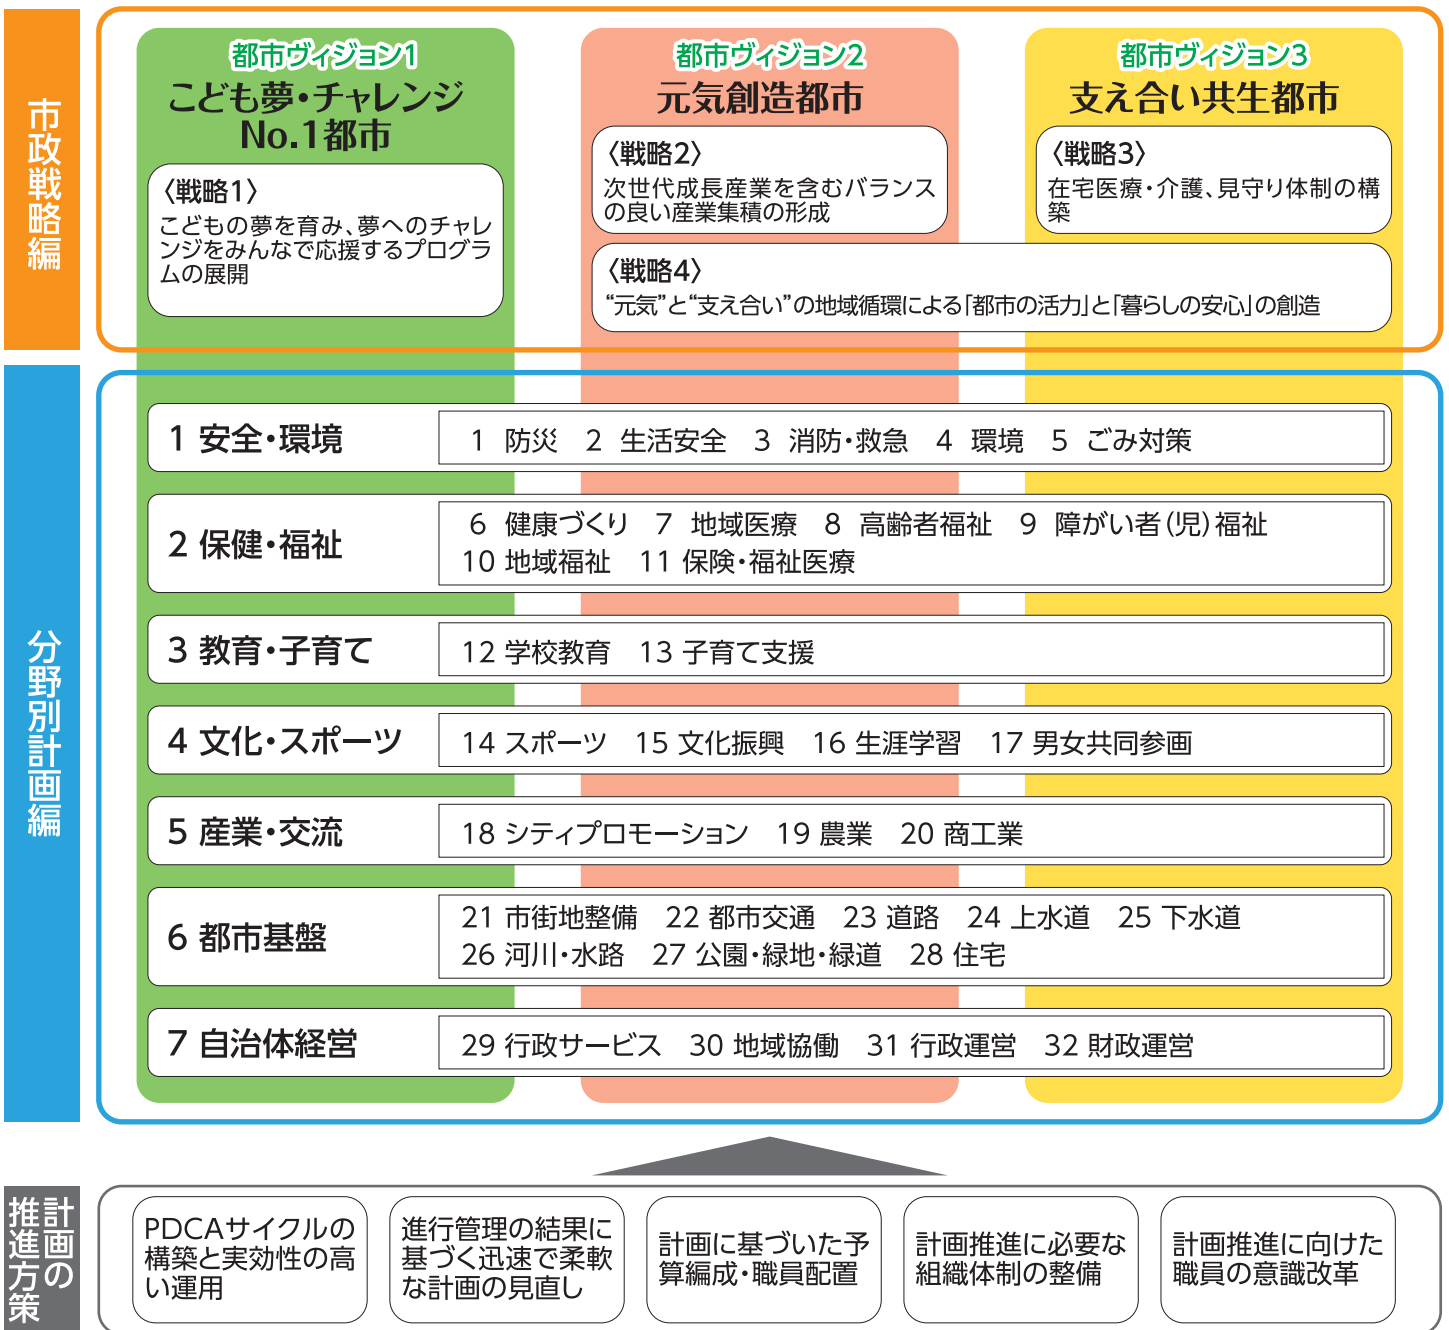 市政戦略編
都市ヴィジョン1
こども夢・チャレンジ
No.1都市
〈戦略1〉
こどもの夢を育み、夢へのチャレ
ンジをみんなで応援するプログラ
ムの展開
都市ヴィジョン2
元気創造都市
〈戦略2〉
次世代成長産業を含むバランス
の良い産業集積の形成
都市ヴィジョン3
支え合い共生都市
〈戦略3〉
在宅医療・介護、見守り体制の構
築
〈戦略4〉
“元気”と“支え合い”の地域循環による「都市の活力」と「暮らしの安心」の創造
分野別計画編
1 安全・環境
1 防災 2 生活安全 3 消防・救急 4 環境 5 ごみ対策
2 保健・福祉
6 健康づくり 7 地域医療 8 高齢者福祉 9 障がい者(児)福祉
10 地域福祉 11 保険・福祉医療
3 教育・子育て
12 学校教育 13 子育て支援
4 文化・スポーツ
14 スポーツ 15 文化振興 16 生涯学習 17 男女共同参画
5 産業・交流
18 シティプロモーション 19 農業 20 商工業
6 都市基盤
21 市街地整備 22 都市交通 23 道路 24 上水道 25 下水道
26 河川・水路 27 公園・緑地・緑道 28 住宅
7 自治体経営
29 行政サービス 30 地域協働 31 行政運営 32 財政運営
計画の
推進方策
PDCAサイクルの
構築と実効性の高
い運用
進行管理の結果に
基づく迅速で柔軟
な計画の見直し
計画に基づいた予
算編成・職員配置
計画推進に必要な
組織体制の整備
計画推進に向けた
職員の意識改革